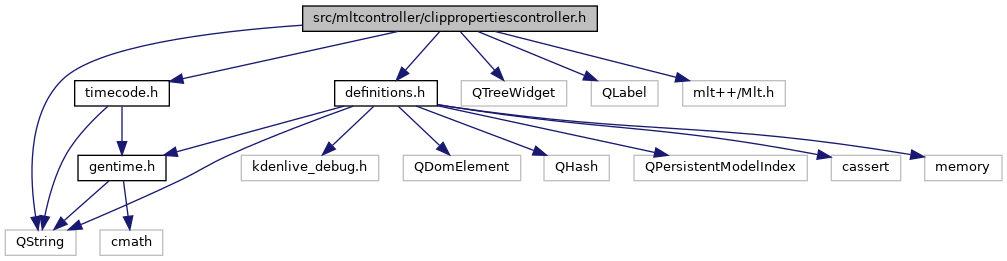 src/mltcontroller/clippropertiescontroller.h
timecode.h
definitions.h
QTreeWidget
QLabel
mlt++/Mlt.h
gentime.h
kdenlive_debug.h
QDomElement
QHash
QPersistentModelIndex
cassert
memory
QString
cmath